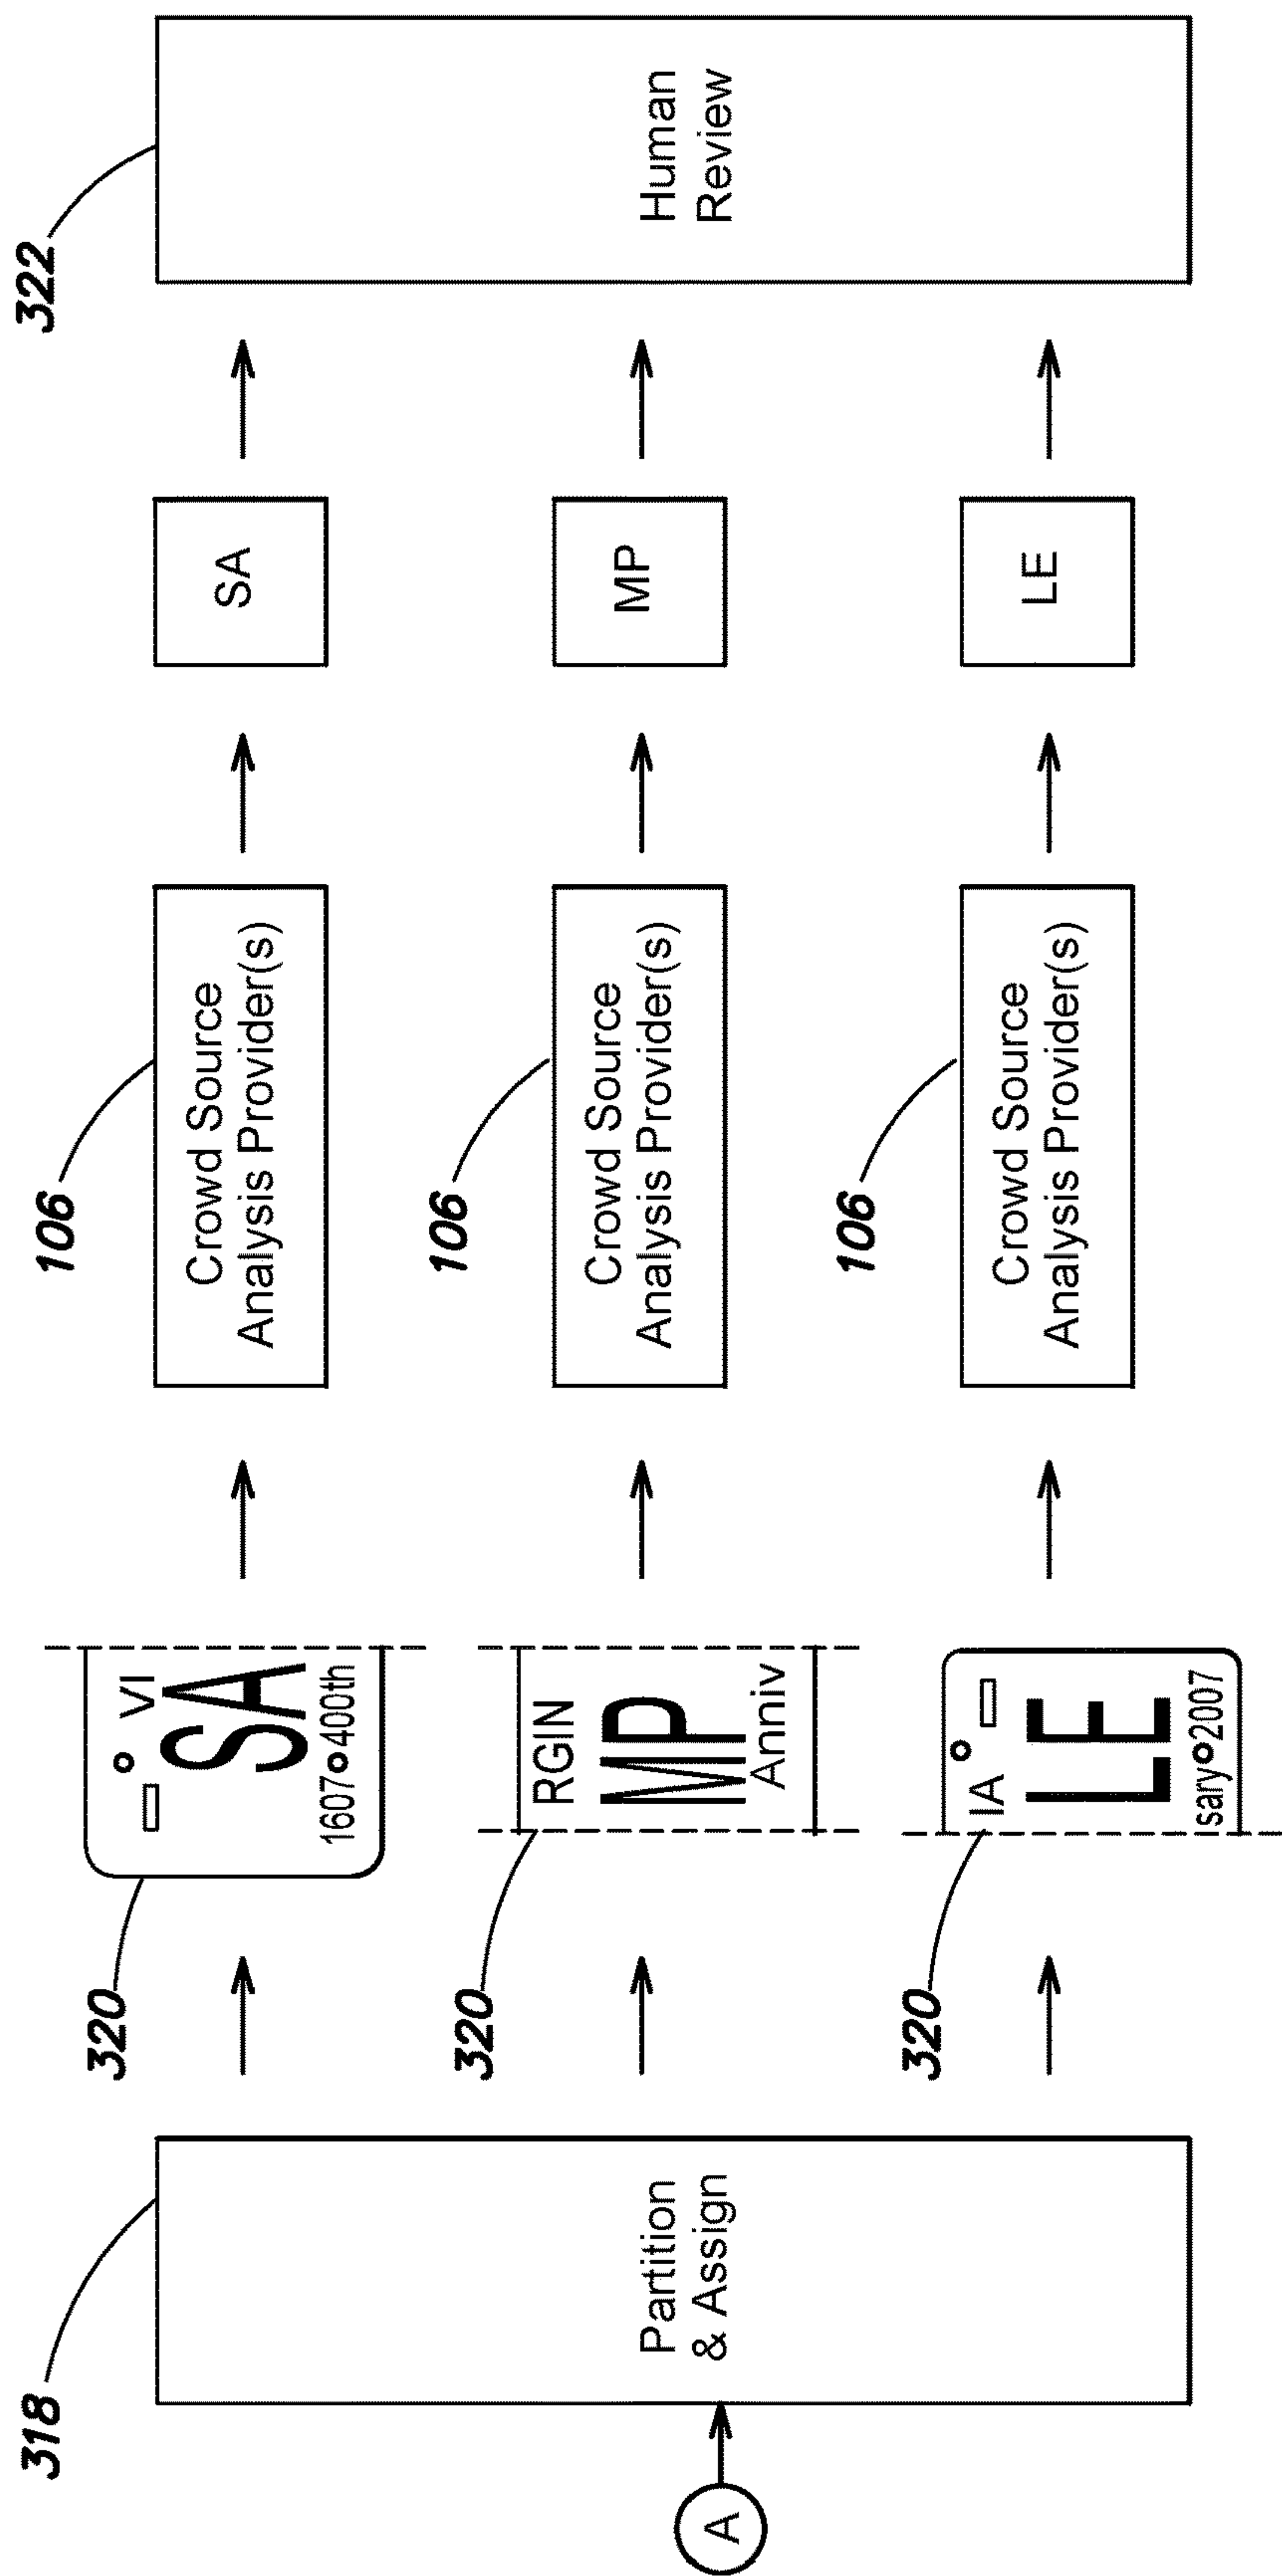 318
A
Partition
& Assign
320
VI
SA
1607 400th
320
RGIN
MP
Anniv
320
IA
LE
sary 2007
106
Crowd Source
Analysis Provider(s)
106
Crowd Source
Analysis Provider(s)
106
Crowd Source
Analysis Provider(s)
SA
MP
LE
322
Human
Review